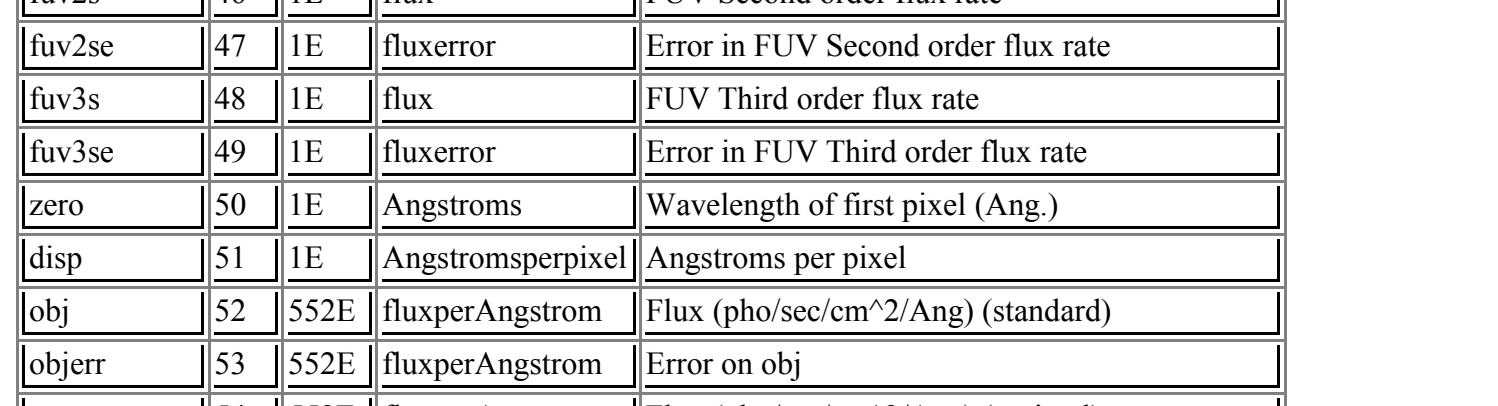 fuv2se 47 1E fluxerror Error in FUV Second order flux rate
fuv3s 48 1E flux FUV Third order flux rate
fuv3se 49 1E fluxerror Error in FUV Third order flux rate
zero 50 1E Angstroms Wavelength of first pixel (Ang.)
disp 51 1E Angstromsperpixel Angstroms per pixel
obj 52 552E fluxperAngstrom Flux (pho/sec/cm^2/Ang) (standard)
objerr 53 552E fluxperAngstrom Error on obj